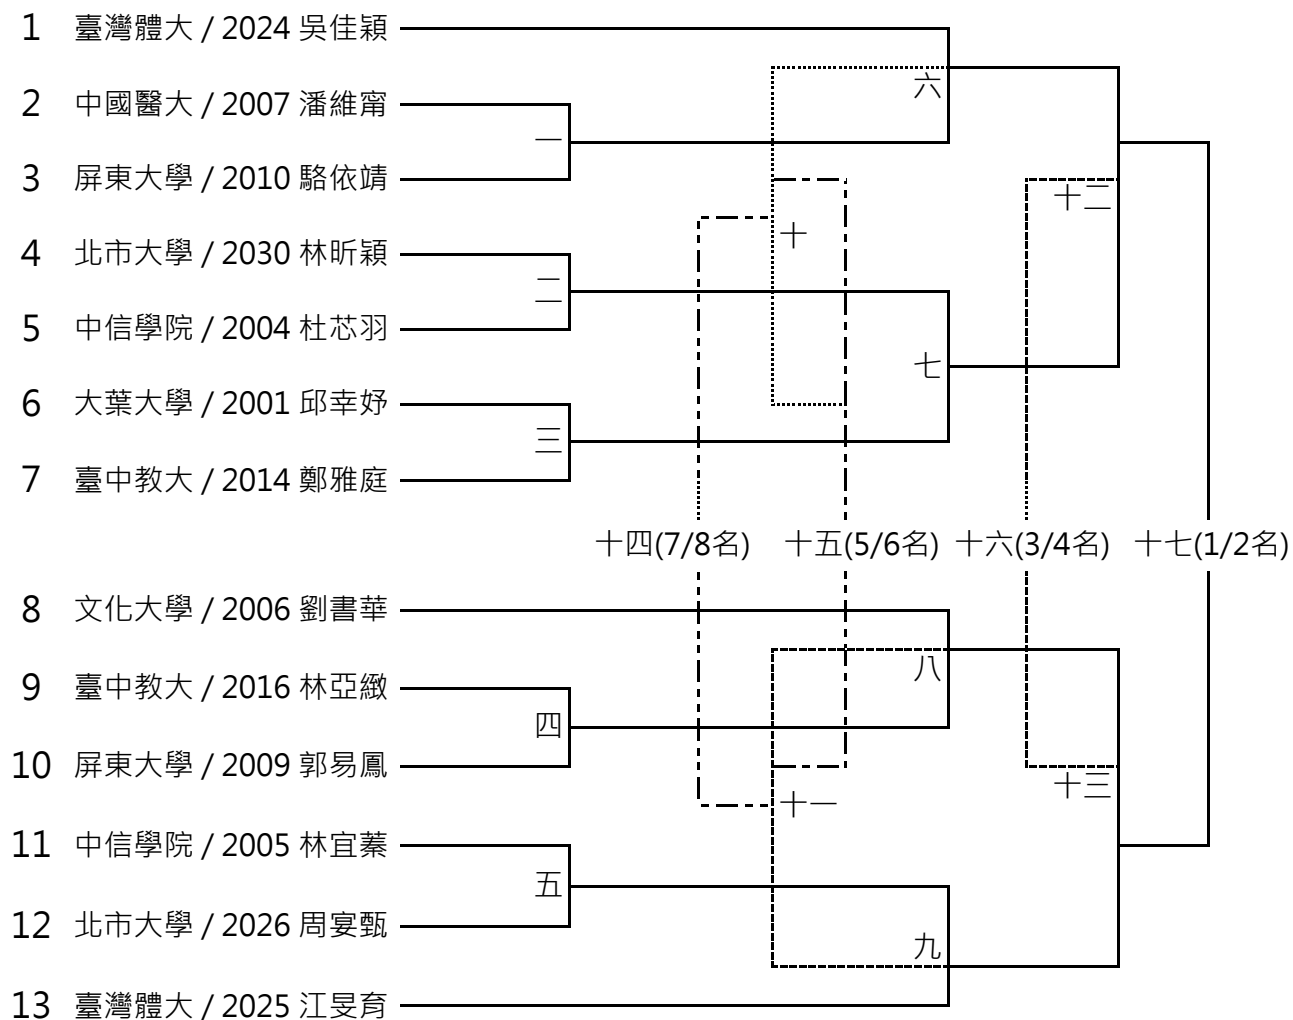 1 臺灣體大 / 2024 吳佳穎
六
2 中國醫大 / 2007 潘維甯
一
3 屏東大學 / 2010 駱依靖
十二
十
4 北市大學 / 2030 林昕穎
二
5 中信學院 / 2004 杜芯羽
七
6 大葉大學 / 2001 邱幸妤
三
7 臺中教大 / 2014 鄭雅庭
十四(7/8名) 十五(5/6名) 十六(3/4名) 十七(1/2名)
8 文化大學 / 2006 劉書華
八
9 臺中教大 / 2016 林亞緻
四
10 屏東大學 / 2009 郭易鳳
十三
十一
11 中信學院 / 2005 林宜蓁
五
12 北市大學 / 2026 周宴甄
九
13 臺灣體大 / 2025 江旻育